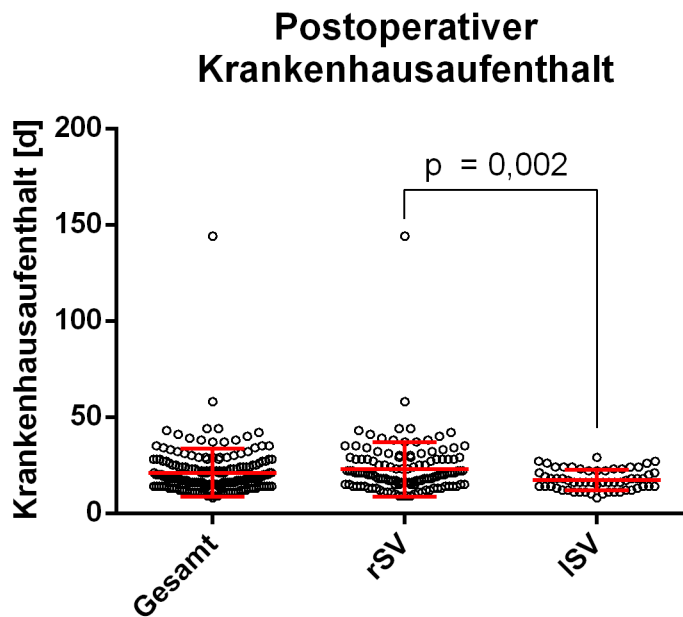 Postoperativer
Krankenhausaufenthalt
Krankenhausaufenthalt [d]
200
150
100
50
0
p = 0,002
Gesamt
rSV
lSV